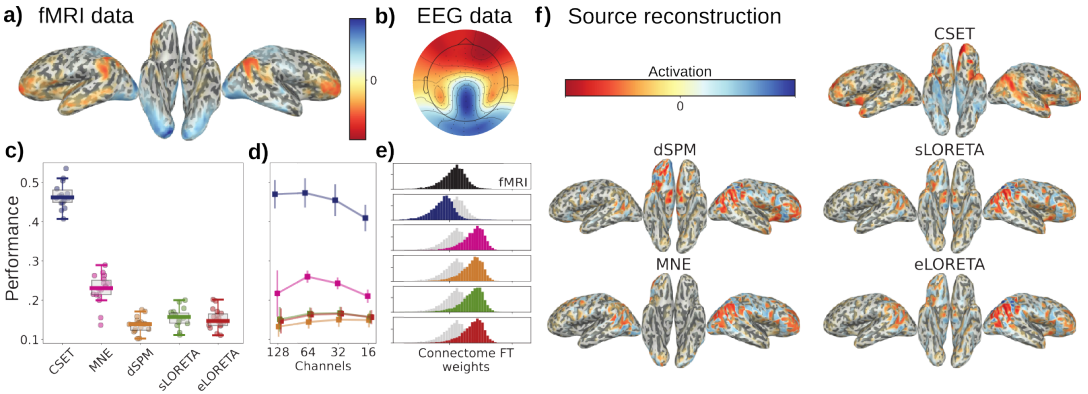 a) fMRI data
0
b) EEG data
c)
Performance
0.5
.4
.3
.2
0.1
CSET
MNE
dSPM
sLORETA
eLORETA
d)
128 64 32 16
Channels
e)
fMRI
Connectome FT
weights
f) Source reconstruction
Activation
0
CSET
dSPM
sLORETA
MNE
eLORETA